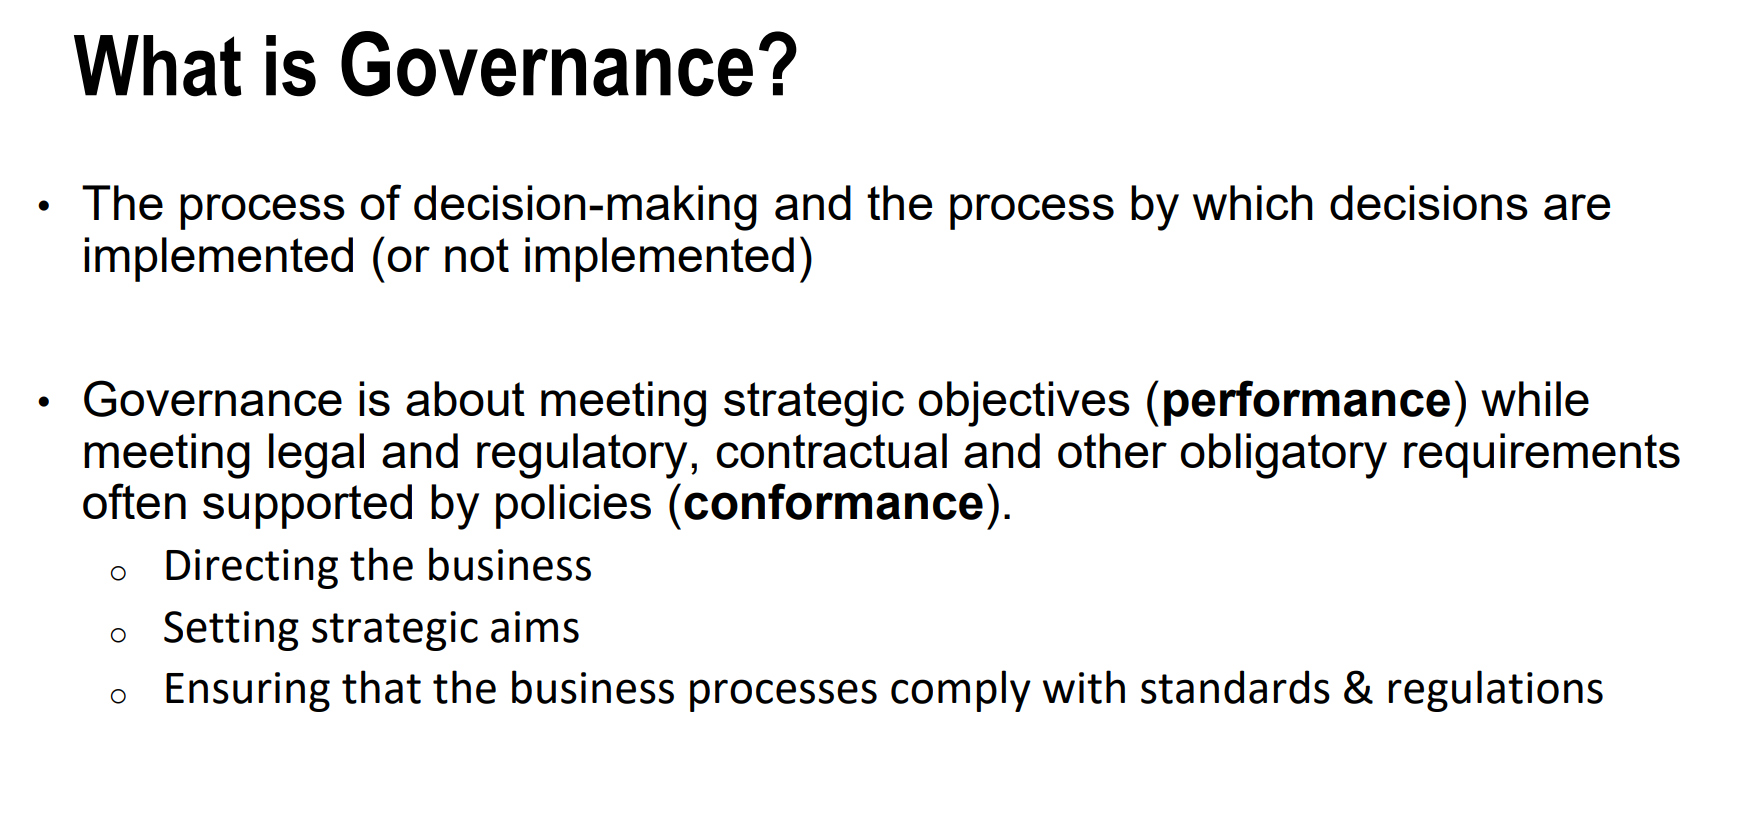 What is Governance?
• The process of decision-making and the process by which decisions are
implemented (or not implemented)
• Governance is about meeting strategic objectives (performance) while
meeting legal and regulatory, contractual and other obligatory requirements
often supported by policies (conformance).
○ Directing the business
○ Setting strategic aims
○ Ensuring that the business processes comply with standards & regulations